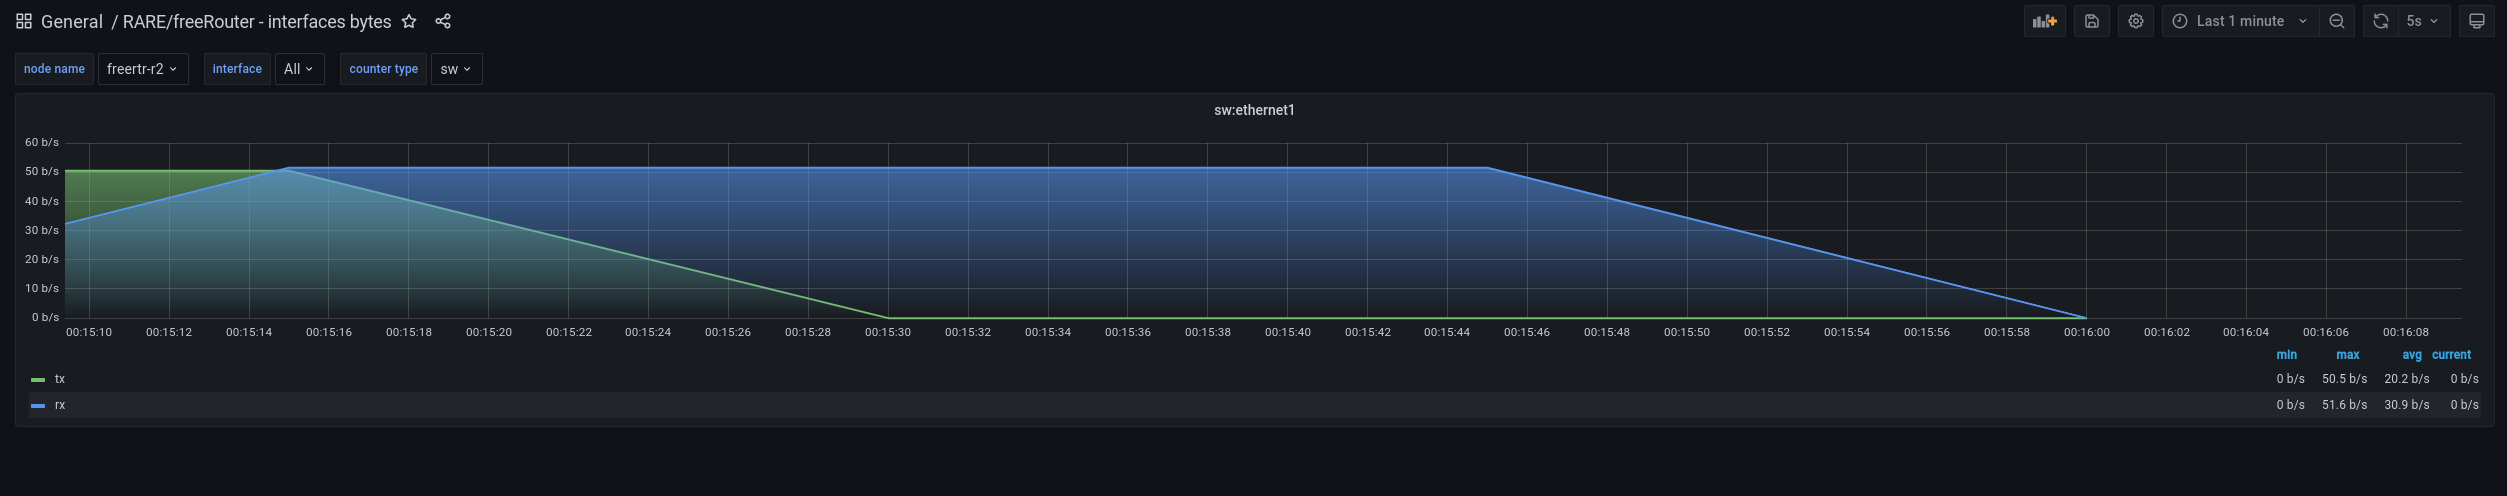 General / RARE/freeRouter - interfaces bytes Last 1 minute 5s
node name freertr-r2 interface All counter type sw
sw:ethernet1
60 b/s
50 b/s
40 b/s
30 b/s
20 b/s
10 b/s
0 b/s
00:15:10 00:15:12 00:15:14 00:15:16 00:15:18 00:15:20 00:15:22 00:15:24 00:15:26 00:15:28 00:15:30 00:15:32 00:15:34 00:15:36 00:15:38 00:15:40 00:15:42 00:15:44 00:15:46 00:15:48 00:15:50 00:15:52 00:15:54 00:15:56 00:15:58 00:16:00 00:16:02 00:16:04 00:16:06 00:16:08
min max avg current
tx 0 b/s 50.5 b/s 20.2 b/s 0 b/s
rx 0 b/s 51.6 b/s 30.9 b/s 0 b/s